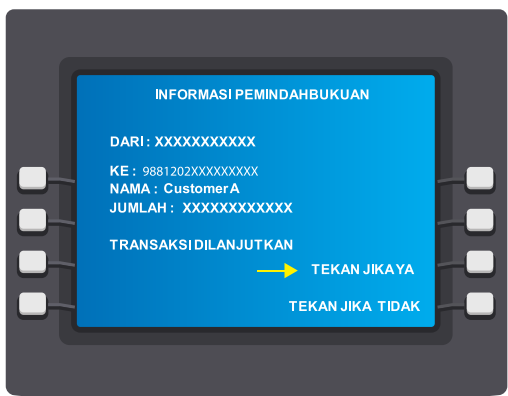 INFORMASI PEMINDAHBUKUAN
DARI : XXXXXXXXXXX
KE : 9881202XXXXXXXXX
NAMA : Customer A
JUMLAH : XXXXXXXXXXXX
TRANSAKSI DILANJUTKAN
TEKAN JIKA YA
TEKAN JIKA TIDAK